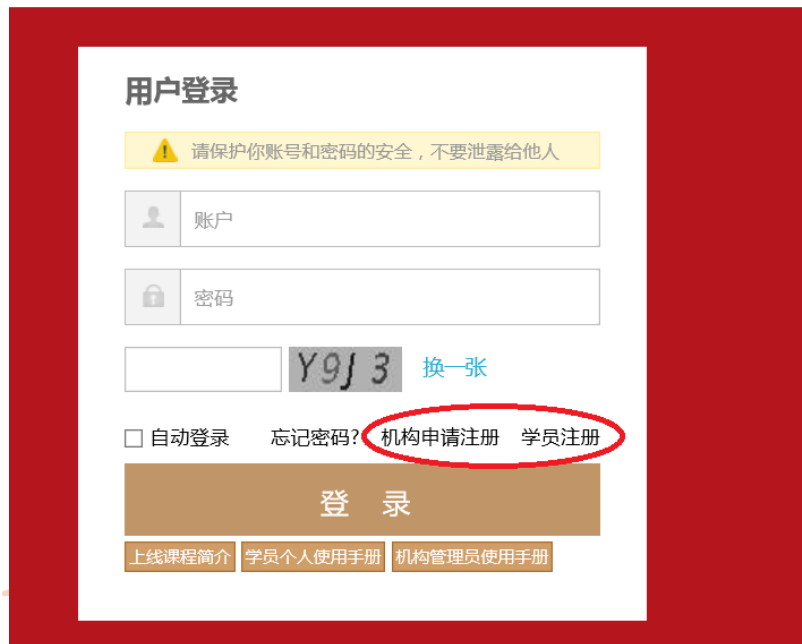 用户登录
请保护你账号和密码的安全，不要泄露给他人
账户
密码
Y9J3 换一张
自动登录 忘记密码? 机构申请注册 学员注册
登 录
上线课程简介 学员个人使用手册 机构管理员使用手册